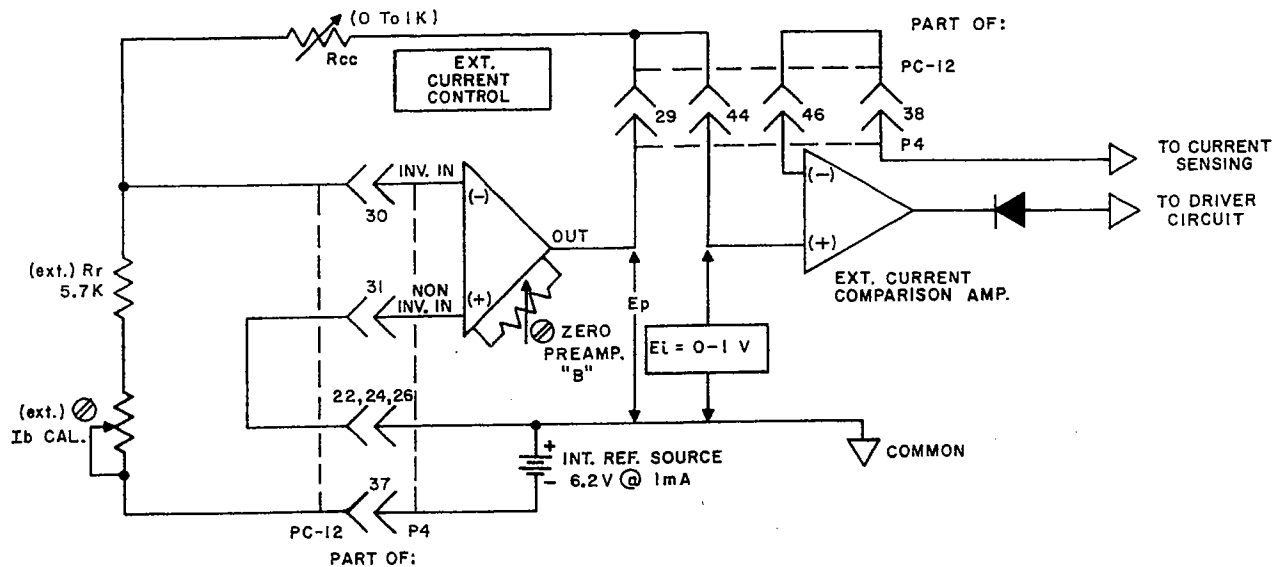 (0 To 1K)
Rcc
EXT.
CURRENT
CONTROL
PART OF:
PC-12
29
44
46
38
P4
TO CURRENT
SENSING
TO DRIVER
CIRCUIT
INV. IN
(-)
30
OUT
(-)
(+)
EXT. CURRENT
COMPARISON AMP.
(ext.) Rr
5.7K
31
NON
INV. IN
(+)
ZERO
PREAMP.
"B"
Ep
Ei = 0-1 V
(ext.)
Ib CAL.
22,24,26
+
INT. REF. SOURCE
- 6.2V @ 1mA
COMMON
37
PC-12
P4
PART OF: